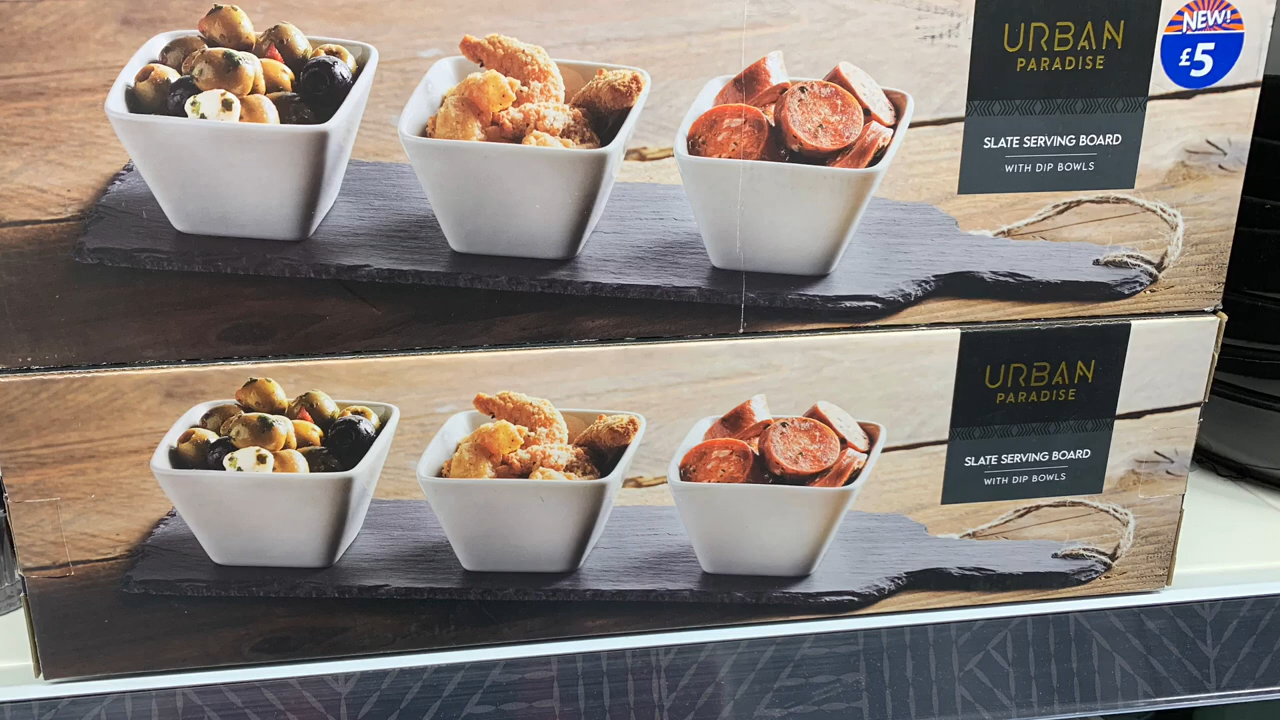 URBAN
PARADISE
SLATE SERVING BOARD
WITH DIP BOWLS
NEW!
£5
URBAN
PARADISE
SLATE SERVING BOARD
WITH DIP BOWLS